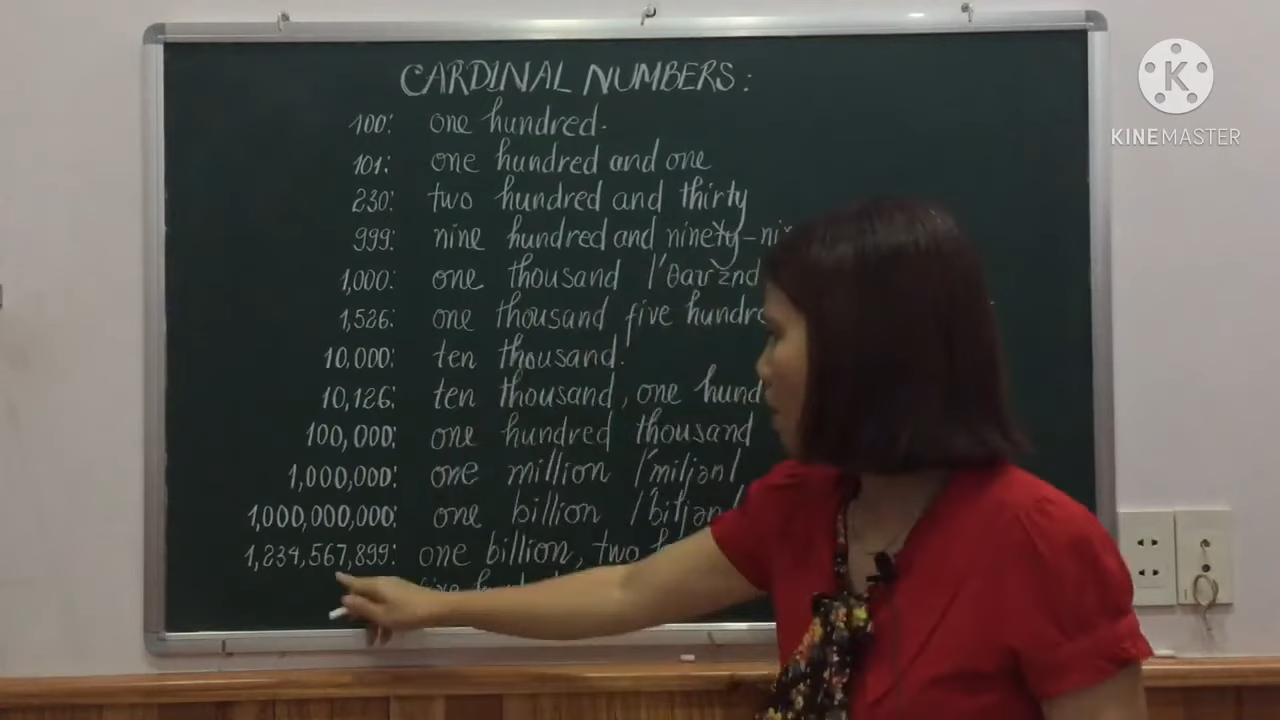 CARDINAL NUMBERS:
100: one hundred.
101: one hundred and one
230: two hundred and thirty
999: nine hundred and ninety-
1,000: one thousand /'θaʊznd
1,526: one thousand five
10,000: ten thousand.
10,126: ten thousand, one
100,000: one hundred thousand
1,000,000: one million /'miljən/
1,000,000,000: one billion /'biljən
1,234,567,899: one billion, two
K
KINEMASTER